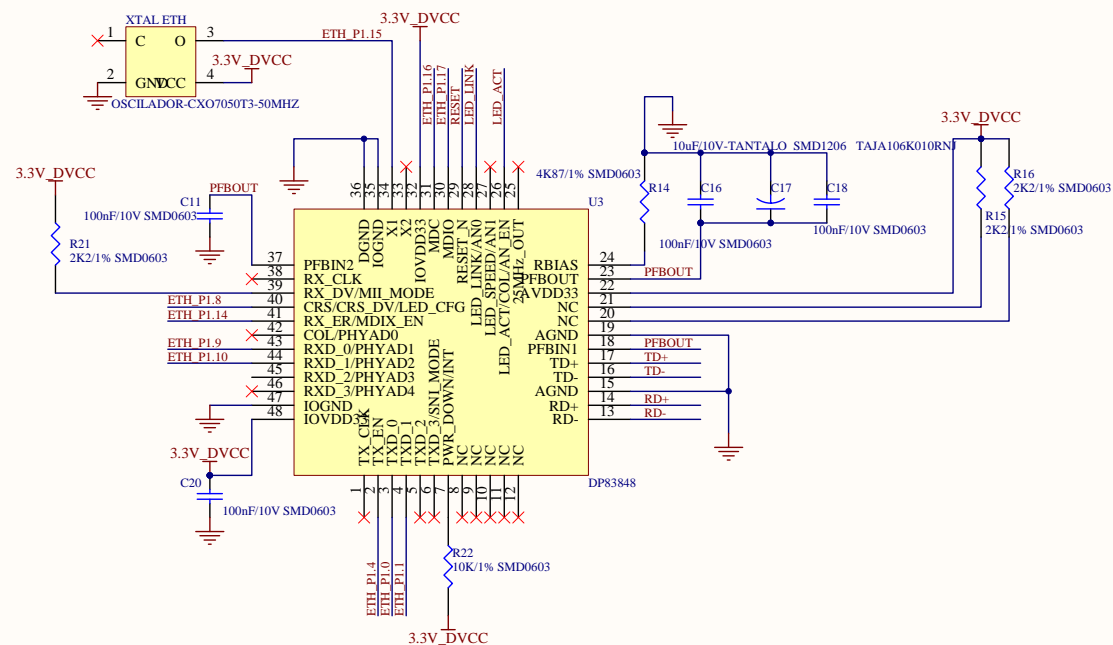 XTAL ETH
1 C O 3
2 GND VCC 4
OSCILADOR-CXO7050T3-50MHZ
3.3V_DVCC
ETH_P1.15
3.3V_DVCC
ETH_P1.16
ETH_P1.17
RESET
LED_LINK
LED_ACT
36 DGND
35 IOGND
34 X1
33 X2
32 IOVDD33
31 MDC
30 MDIO
29 RESET_N
28 LED_LINK/AN0
27 LED_SPEED/AN1
26 LED_ACT/COL/AN_EN
25 25MHz_OUT
3.3V_DVCC
R21
2K2/1% SMD0603
PFBOUT
C11
100nF/10V SMD0603
37 PFBIN2
38 RX_CLK
39 RX_DV/MII_MODE
ETH_P1.8 40 CRS/CRS_DV/LED_CFG
ETH_P1.14 41 RX_ER/MDIX_EN
42 COL/PHYAD0
ETH_P1.9 43 RXD_0/PHYAD1
ETH_P1.10 44 RXD_1/PHYAD2
45 RXD_2/PHYAD3
46 RXD_3/PHYAD4
47 IOGND
48 IOVDD33
3.3V_DVCC
C20
100nF/10V SMD0603
U3
RBIAS 24
PFBOUT 23 PFBOUT
AVDD33 22
NC 21
NC 20
AGND 19
PFBIN1 18 PFBOUT
TD+ 17 TD+
TD- 16 TD-
AGND 15
RD+ 14 RD+
RD- 13 RD-
DP83848
10uF/10V-TANTALO SMD1206 TAJA106K010RNJ
4K87/1% SMD0603
R14
C16
C17
C18
100nF/10V SMD0603
100nF/10V SMD0603
3.3V_DVCC
R16
2K2/1% SMD0603
R15
2K2/1% SMD0603
TX_CLK 1
TX_EN 2
TXD_0 3
TXD_1 4
TXD_2 5
TXD_3/SNI_MODE 6
PWR_DOWN/INT 7
NC 8
NC 9
NC 10
NC 11
NC 12
ETH_P1.4
ETH_P1.0
ETH_P1.1
R22
10K/1% SMD0603
3.3V_DVCC